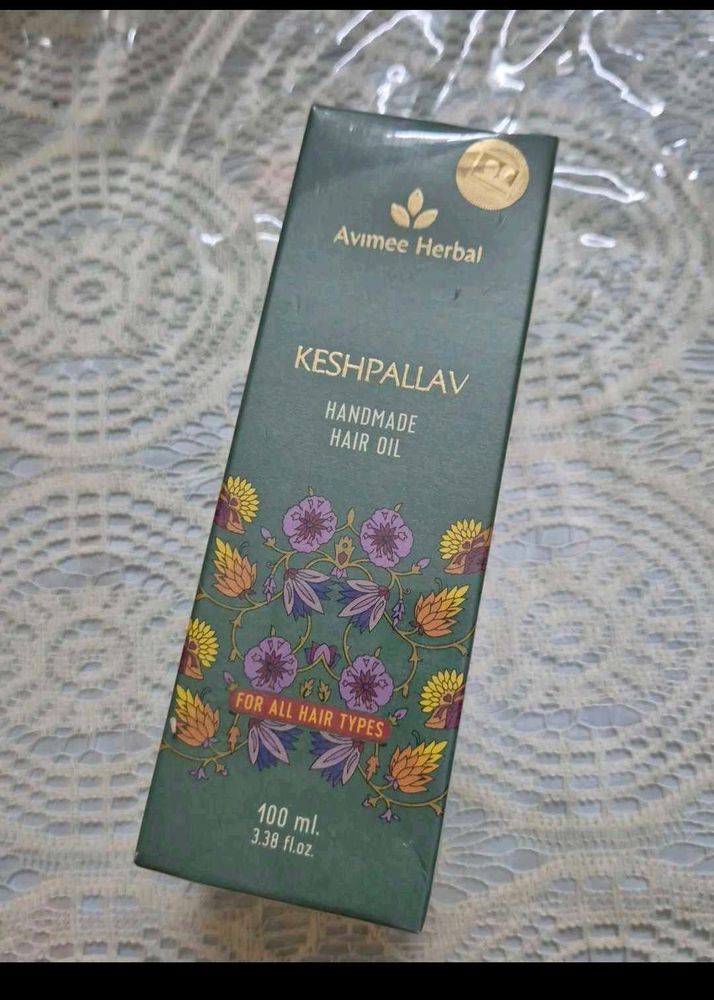 Avimee Herbal
KESHPALLAV
HANDMADE
HAIR OIL
FOR ALL HAIR TYPES
100 ml.
3.38 fl.oz.